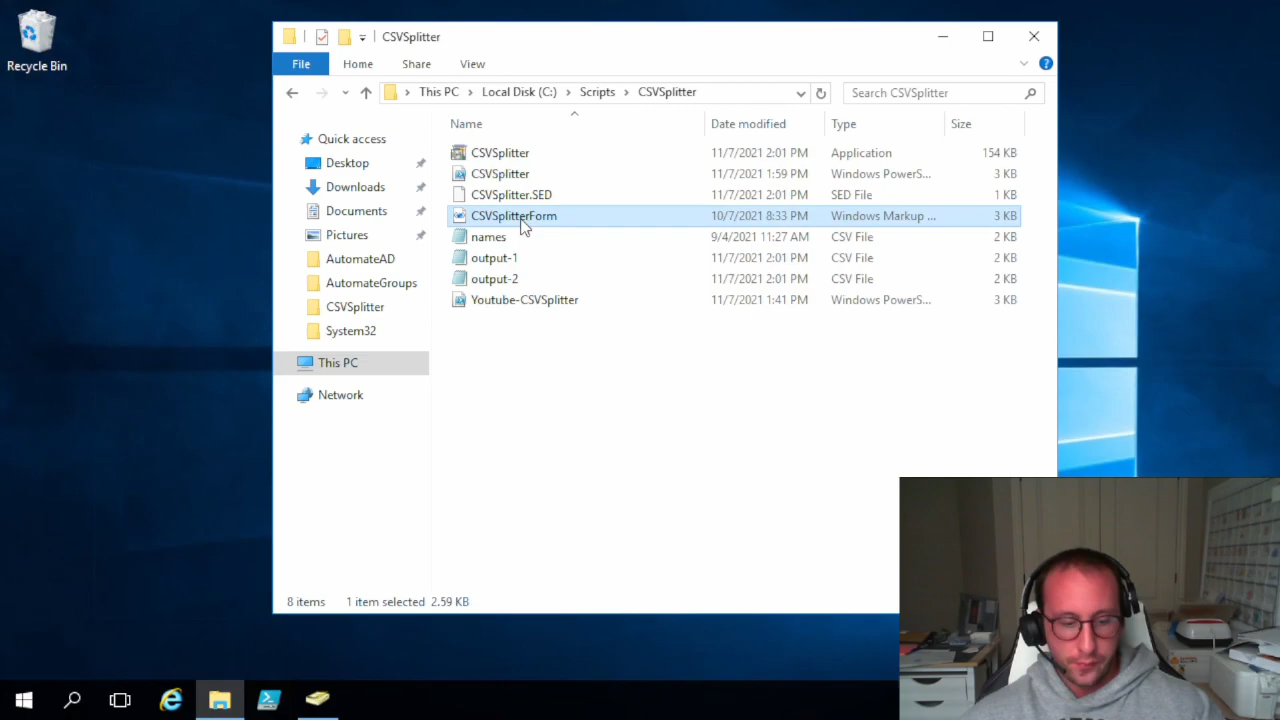 Recycle Bin
CSVSplitter
File Home Share View
This PC Local Disk (C:) Scripts CSVSplitter
Search CSVSplitter
Name Date modified Type Size
Quick access
Desktop
Downloads
Documents
Pictures
AutomateAD
AutomateGroups
CSVSplitter
System32
This PC
Network
CSVSplitter 11/7/2021 2:01 PM Application 154 KB
CSVSplitter 11/7/2021 1:59 PM Windows PowerS... 3 KB
CSVSplitter.SED 11/7/2021 2:01 PM SED File 1 KB
CSVSplitterForm 10/7/2021 8:33 PM Windows Markup ... 3 KB
names 9/4/2021 11:27 AM CSV File 2 KB
output-1 11/7/2021 2:01 PM CSV File 2 KB
output-2 11/7/2021 2:01 PM CSV File 2 KB
Youtube-CSVSplitter 11/7/2021 1:41 PM Windows PowerS... 3 KB
8 items 1 item selected 2.59 KB